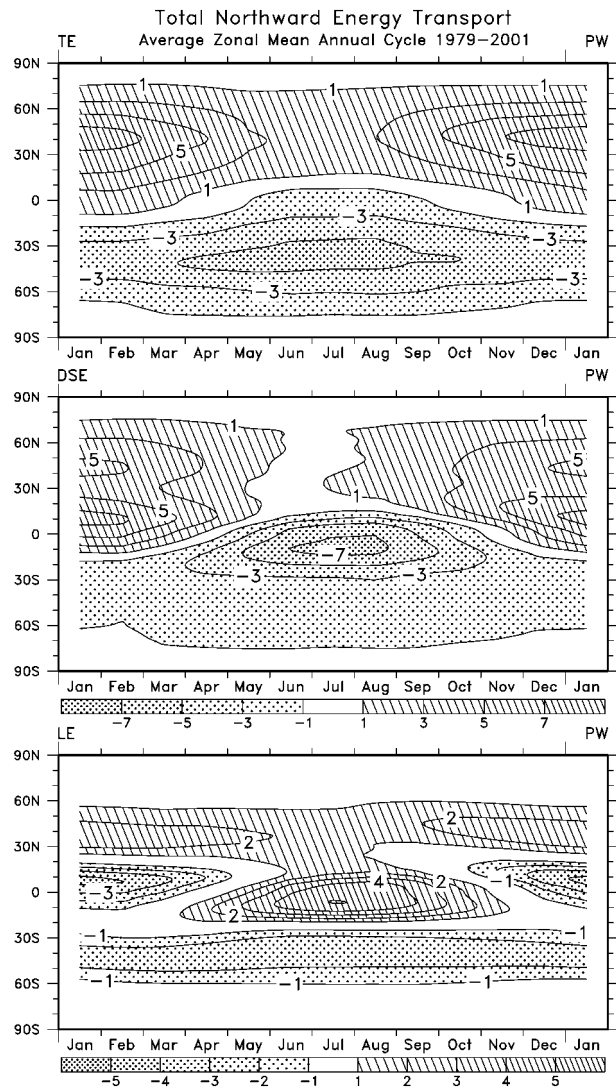 Total Northward Energy Transport
TE Average Zonal Mean Annual Cycle 1979−2001 PW
90N
60N
30N
0
30S
60S
90S
1 1
5 5
1 1
−3 −3 −3
−3
−3 −3 −3
Jan Feb Mar Apr May Jun Jul Aug Sep Oct Nov Dec Jan
DSE PW
90N
60N
30N
0
30S
60S
90S
1 1
5 5
1
5 5
−7
−3 −3
Jan Feb Mar Apr May Jun Jul Aug Sep Oct Nov Dec Jan
−7 −5 −3 −1 1 3 5 7
LE PW
90N
60N
30N
0
30S
60S
90S
2 2
−3 4 2 −1
2
−1 −1
−1 −1
Jan Feb Mar Apr May Jun Jul Aug Sep Oct Nov Dec Jan
−5 −4 −3 −2 −1 1 2 3 4 5